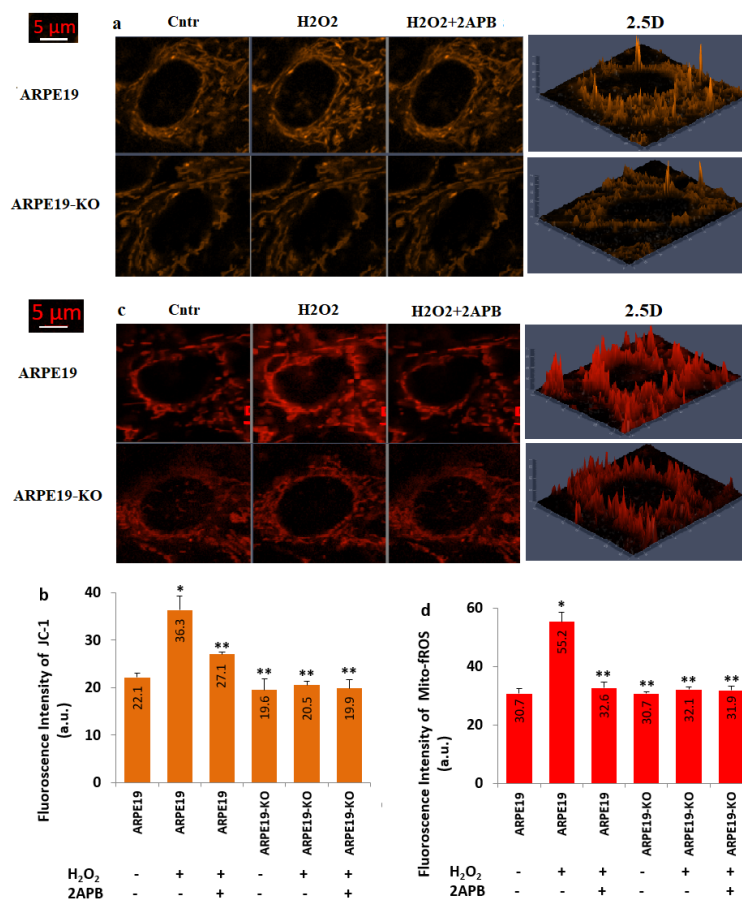 a Cntr H2O2 H2O2+2APB 2.5D
5 µm
ARPE19
ARPE19-KO
c Cntr H2O2 H2O2+2APB 2.5D
5 µm
ARPE19
ARPE19-KO
b
Fluoroscence Intensity of JC-1
(a.u.)
40
30
20
10
0
*
**
**
**
**
22.1
36.3
27.1
19.6
20.5
19.9
ARPE19
ARPE19
ARPE19
ARPE19-KO
ARPE19-KO
ARPE19-KO
H₂O₂ - + + - + +
2APB - - + - - +
d
Fluoroscence Intensity of Mito-fROS
(a.u.)
60
40
20
0
*
**
**
**
**
30.7
55.2
32.6
30.7
32.1
31.9
ARPE19
ARPE19
ARPE19
ARPE19-KO
ARPE19-KO
ARPE19-KO
H₂O₂ - + + - + +
2APB - - + - - +